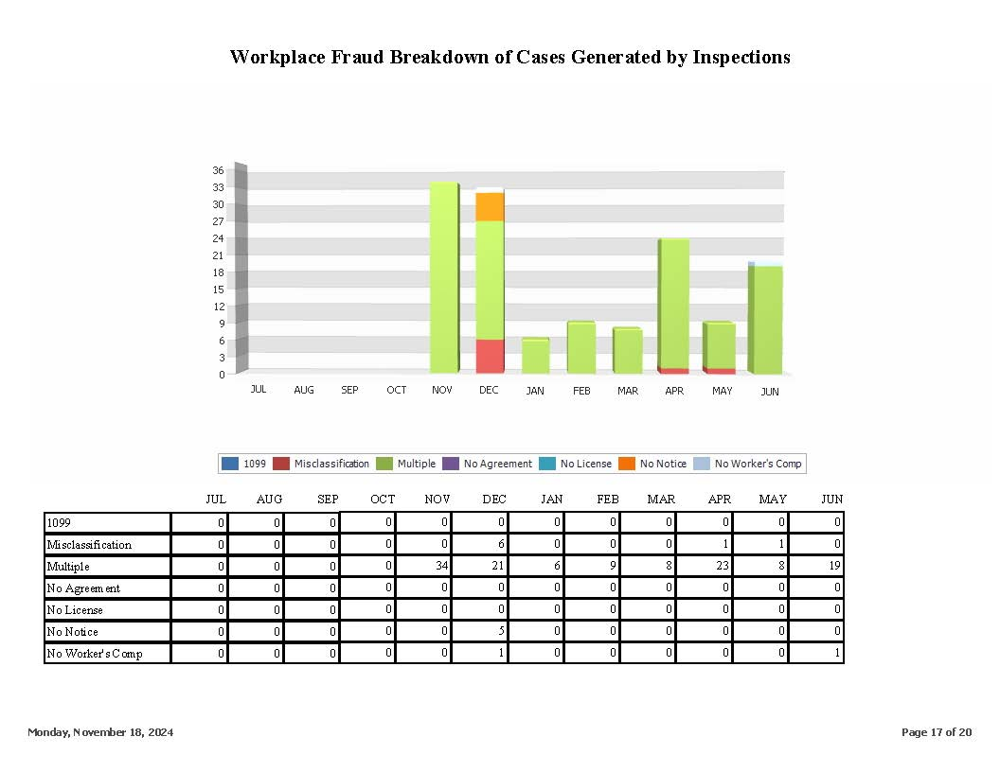 Workplace Fraud Breakdown of Cases Generated by Inspections
36
33
30
27
24
21
18
15
12
9
6
3
0
JUL AUG SEP OCT NOV DEC JAN FEB MAR APR MAY JUN
1099 Misclassification Multiple No Agreement No License No Notice No Worker's Comp
JUL AUG SEP OCT NOV DEC JAN FEB MAR APR MAY JUN
1099 0 0 0 0 0 0 0 0 0 0 0 0
Misclassification 0 0 0 0 0 6 0 0 0 1 1 0
Multiple 0 0 0 0 34 21 6 9 8 23 8 19
No Agreement 0 0 0 0 0 0 0 0 0 0 0 0
No License 0 0 0 0 0 0 0 0 0 0 0 0
No Notice 0 0 0 0 0 5 0 0 0 0 0 0
No Worker's Comp 0 0 0 0 0 1 0 0 0 0 0 1
Monday, November 18, 2024 Page 17 of 20